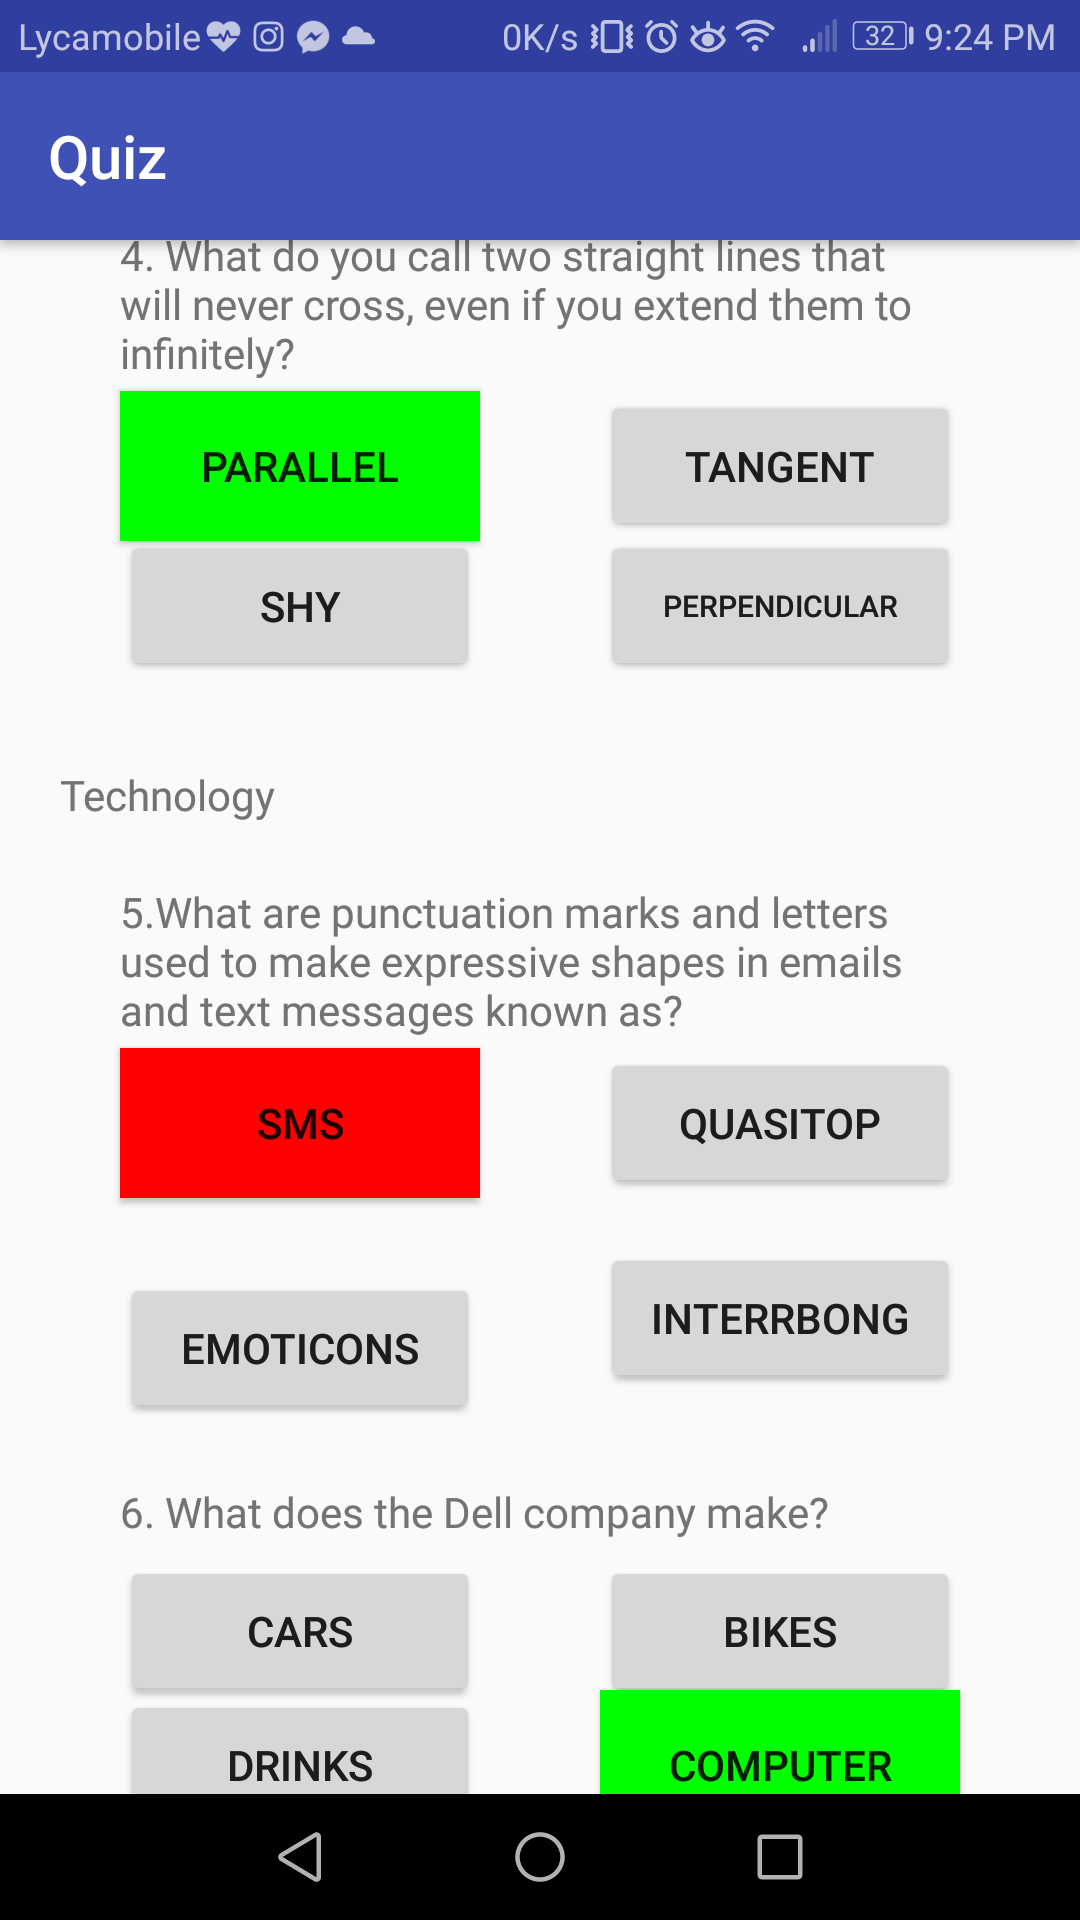 Lycamobile 0K/s 32 9:24 PM
Quiz
4. What do you call two straight lines that
will never cross, even if you extend them to
infinitely?
PARALLEL TANGENT
SHY PERPENDICULAR
Technology
5.What are punctuation marks and letters
used to make expressive shapes in emails
and text messages known as?
SMS QUASITOP
INTERRBONG
EMOTICONS
6. What does the Dell company make?
CARS BIKES
DRINKS COMPUTER